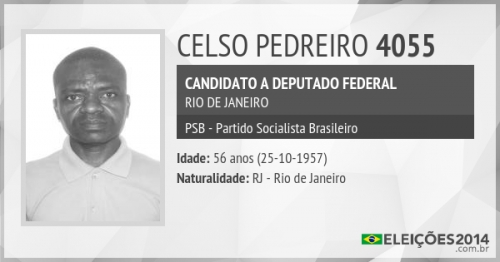 CELSO PEDREIRO 4055
CANDIDATO A DEPUTADO FEDERAL
RIO DE JANEIRO
PSB - Partido Socialista Brasileiro
Idade: 56 anos (25-10-1957)
Naturalidade: RJ - Rio de Janeiro
ELEIÇÕES2014
.com.br